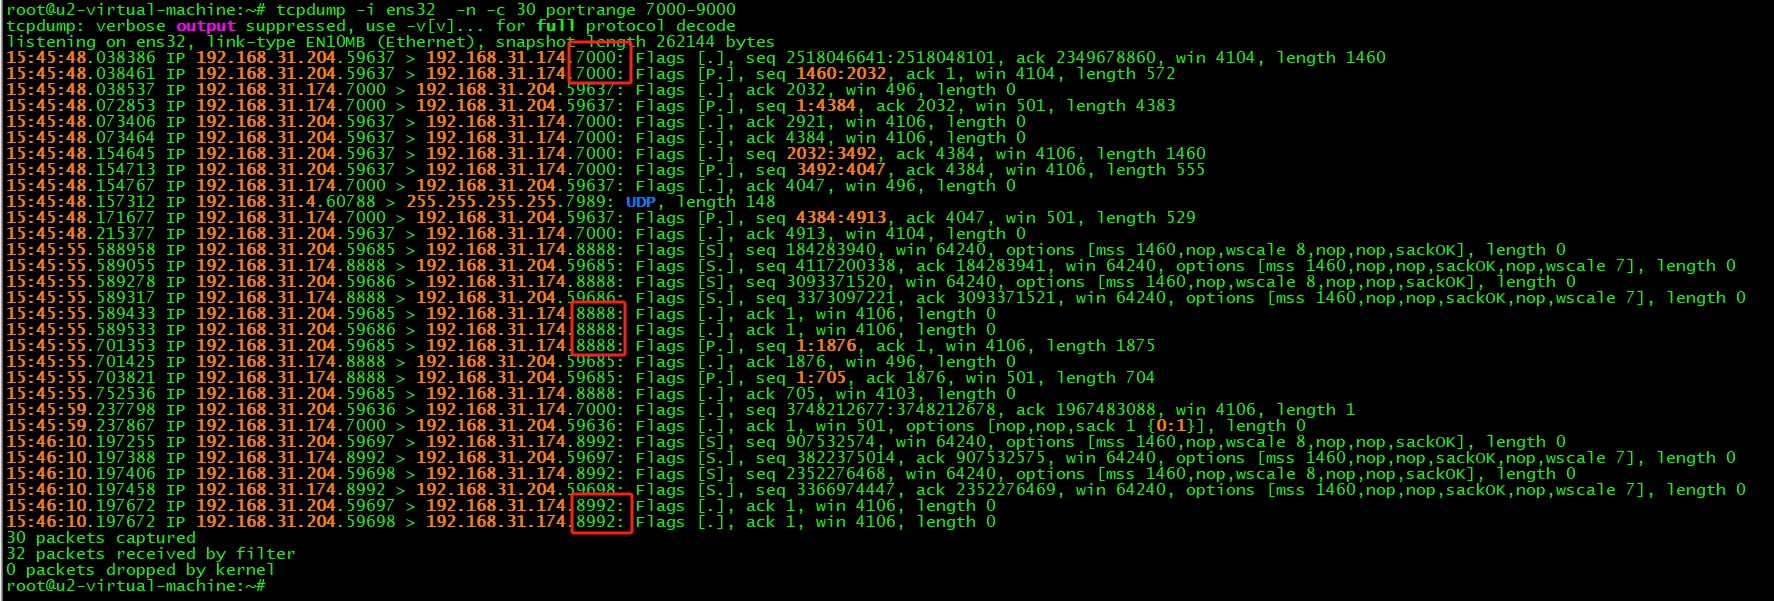 root@u2-virtual-machine:~# tcpdump -i ens32  -n -c 30 portrange 7000-9000
tcpdump: verbose output suppressed, use -v[v]... for full protocol decode
listening on ens32, link-type EN10MB (Ethernet), snapshot length 262144 bytes
15:45:48.038386 IP 192.168.31.204.59637 > 192.168.31.174.7000: Flags [.], seq 2518046641:2518048101, ack 2349678860, win 4104, length 1460
15:45:48.038461 IP 192.168.31.204.59637 > 192.168.31.174.7000: Flags [P.], seq 1460:2032, ack 1, win 4104, length 572
15:45:48.038537 IP 192.168.31.174.7000 > 192.168.31.204.59637: Flags [.], ack 2032, win 496, length 0
15:45:48.072853 IP 192.168.31.174.7000 > 192.168.31.204.59637: Flags [P.], seq 1:4384, ack 2032, win 501, length 4383
15:45:48.073406 IP 192.168.31.204.59637 > 192.168.31.174.7000: Flags [.], ack 2921, win 4106, length 0
15:45:48.073464 IP 192.168.31.204.59637 > 192.168.31.174.7000: Flags [.], ack 4384, win 4106, length 0
15:45:48.154645 IP 192.168.31.204.59637 > 192.168.31.174.7000: Flags [.], seq 2032:3492, ack 4384, win 4106, length 1460
15:45:48.154713 IP 192.168.31.204.59637 > 192.168.31.174.7000: Flags [P.], seq 3492:4047, ack 4384, win 4106, length 555
15:45:48.154767 IP 192.168.31.174.7000 > 192.168.31.204.59637: Flags [.], ack 4047, win 496, length 0
15:45:48.157312 IP 192.168.31.4.60788 > 255.255.255.255.7989: UDP, length 148
15:45:48.171677 IP 192.168.31.174.7000 > 192.168.31.204.59637: Flags [P.], seq 4384:4913, ack 4047, win 501, length 529
15:45:48.215377 IP 192.168.31.204.59637 > 192.168.31.174.7000: Flags [.], ack 4913, win 4104, length 0
15:45:55.588958 IP 192.168.31.204.59685 > 192.168.31.174.8888: Flags [S], seq 184283940, win 64240, options [mss 1460,nop,wscale 8,nop,nop,sackOK], length 0
15:45:55.589055 IP 192.168.31.174.8888 > 192.168.31.204.59685: Flags [S.], seq 4117200338, ack 184283941, win 64240, options [mss 1460,nop,nop,sackOK,nop,wscale 7], length 0
15:45:55.589278 IP 192.168.31.204.59686 > 192.168.31.174.8888: Flags [S], seq 3093371520, win 64240, options [mss 1460,nop,wscale 8,nop,nop,sackOK], length 0
15:45:55.589317 IP 192.168.31.174.8888 > 192.168.31.204.59686: Flags [S.], seq 3373097221, ack 3093371521, win 64240, options [mss 1460,nop,nop,sackOK,nop,wscale 7], length 0
15:45:55.589433 IP 192.168.31.204.59685 > 192.168.31.174.8888: Flags [.], ack 1, win 4106, length 0
15:45:55.589533 IP 192.168.31.204.59686 > 192.168.31.174.8888: Flags [.], ack 1, win 4106, length 0
15:45:55.701353 IP 192.168.31.204.59685 > 192.168.31.174.8888: Flags [P.], seq 1:1876, ack 1, win 4106, length 1875
15:45:55.701425 IP 192.168.31.174.8888 > 192.168.31.204.59685: Flags [.], ack 1876, win 496, length 0
15:45:55.703821 IP 192.168.31.174.8888 > 192.168.31.204.59685: Flags [P.], seq 1:705, ack 1876, win 501, length 704
15:45:55.752536 IP 192.168.31.204.59685 > 192.168.31.174.8888: Flags [.], ack 705, win 4103, length 0
15:45:59.237798 IP 192.168.31.204.59636 > 192.168.31.174.7000: Flags [.], seq 3748212677:3748212678, ack 1967483088, win 4106, length 1
15:45:59.237867 IP 192.168.31.174.7000 > 192.168.31.204.59636: Flags [.], ack 1, win 501, options [nop,nop,sack 1 {0:1}], length 0
15:46:10.197255 IP 192.168.31.204.59697 > 192.168.31.174.8992: Flags [S], seq 907532574, win 64240, options [mss 1460,nop,wscale 8,nop,nop,sackOK], length 0
15:46:10.197388 IP 192.168.31.174.8992 > 192.168.31.204.59697: Flags [S.], seq 3822375014, ack 907532575, win 64240, options [mss 1460,nop,nop,sackOK,nop,wscale 7], length 0
15:46:10.197406 IP 192.168.31.204.59698 > 192.168.31.174.8992: Flags [S], seq 2352276468, win 64240, options [mss 1460,nop,wscale 8,nop,nop,sackOK], length 0
15:46:10.197458 IP 192.168.31.174.8992 > 192.168.31.204.59698: Flags [S.], seq 3366974447, ack 2352276469, win 64240, options [mss 1460,nop,nop,sackOK,nop,wscale 7], length 0
15:46:10.197672 IP 192.168.31.204.59697 > 192.168.31.174.8992: Flags [.], ack 1, win 4106, length 0
15:46:10.197672 IP 192.168.31.204.59698 > 192.168.31.174.8992: Flags [.], ack 1, win 4106, length 0
30 packets captured
32 packets received by filter
0 packets dropped by kernel
root@u2-virtual-machine:~#